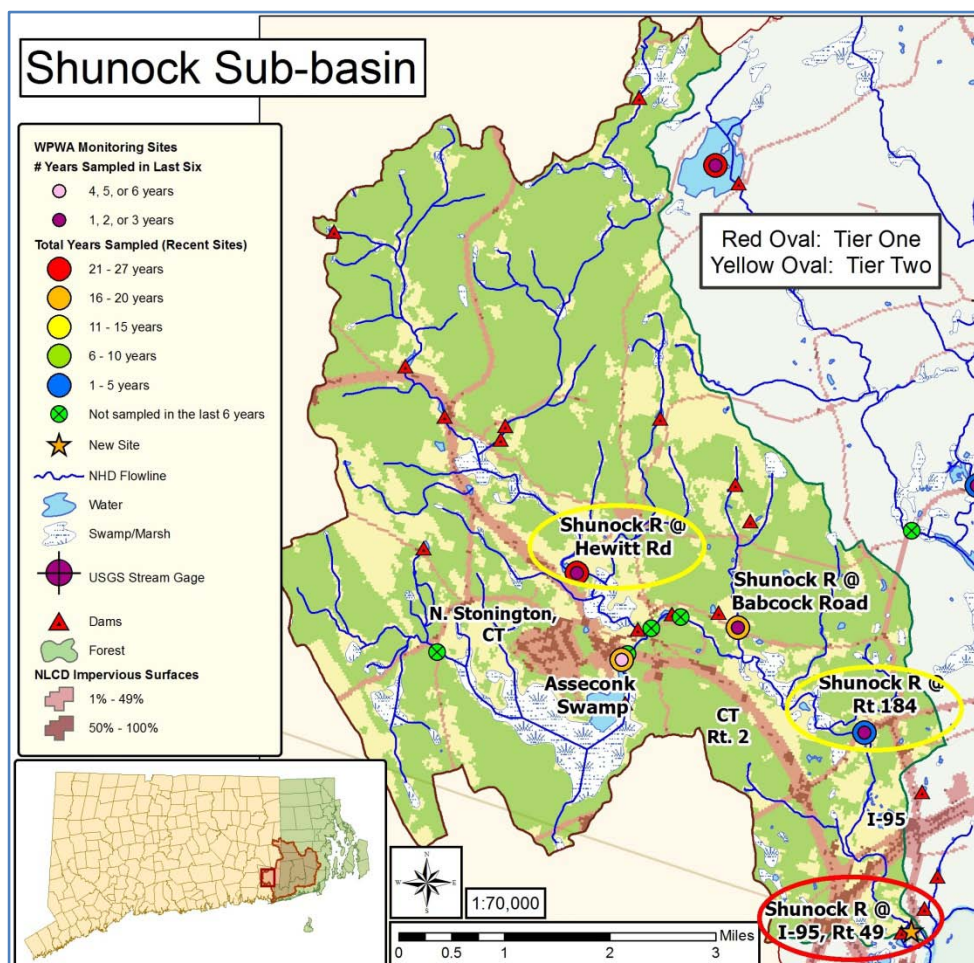 Shunock Sub-basin
WPWA Monitoring Sites
# Years Sampled in Last Six
4, 5, or 6 years
1, 2, or 3 years
Total Years Sampled (Recent Sites)
21 - 27 years
16 - 20 years
11 - 15 years
6 - 10 years
1 - 5 years
Not sampled in the last 6 years
New Site
NHD Flowline
Water
Swamp/Marsh
USGS Stream Gage
Dams
Forest
NLCD Impervious Surfaces
1% - 49%
50% - 100%
Red Oval: Tier One
Yellow Oval: Tier Two
Shunock R @
Hewitt Rd
Shunock R @
Babcock Road
N. Stonington,
CT
Asseconk
Swamp
Shunock R @
Rt 184
CT
Rt. 2
I-95
Shunock R @
I-95, Rt 49
N
W E
S
1:70,000
0 0.5 1 2 3 Miles